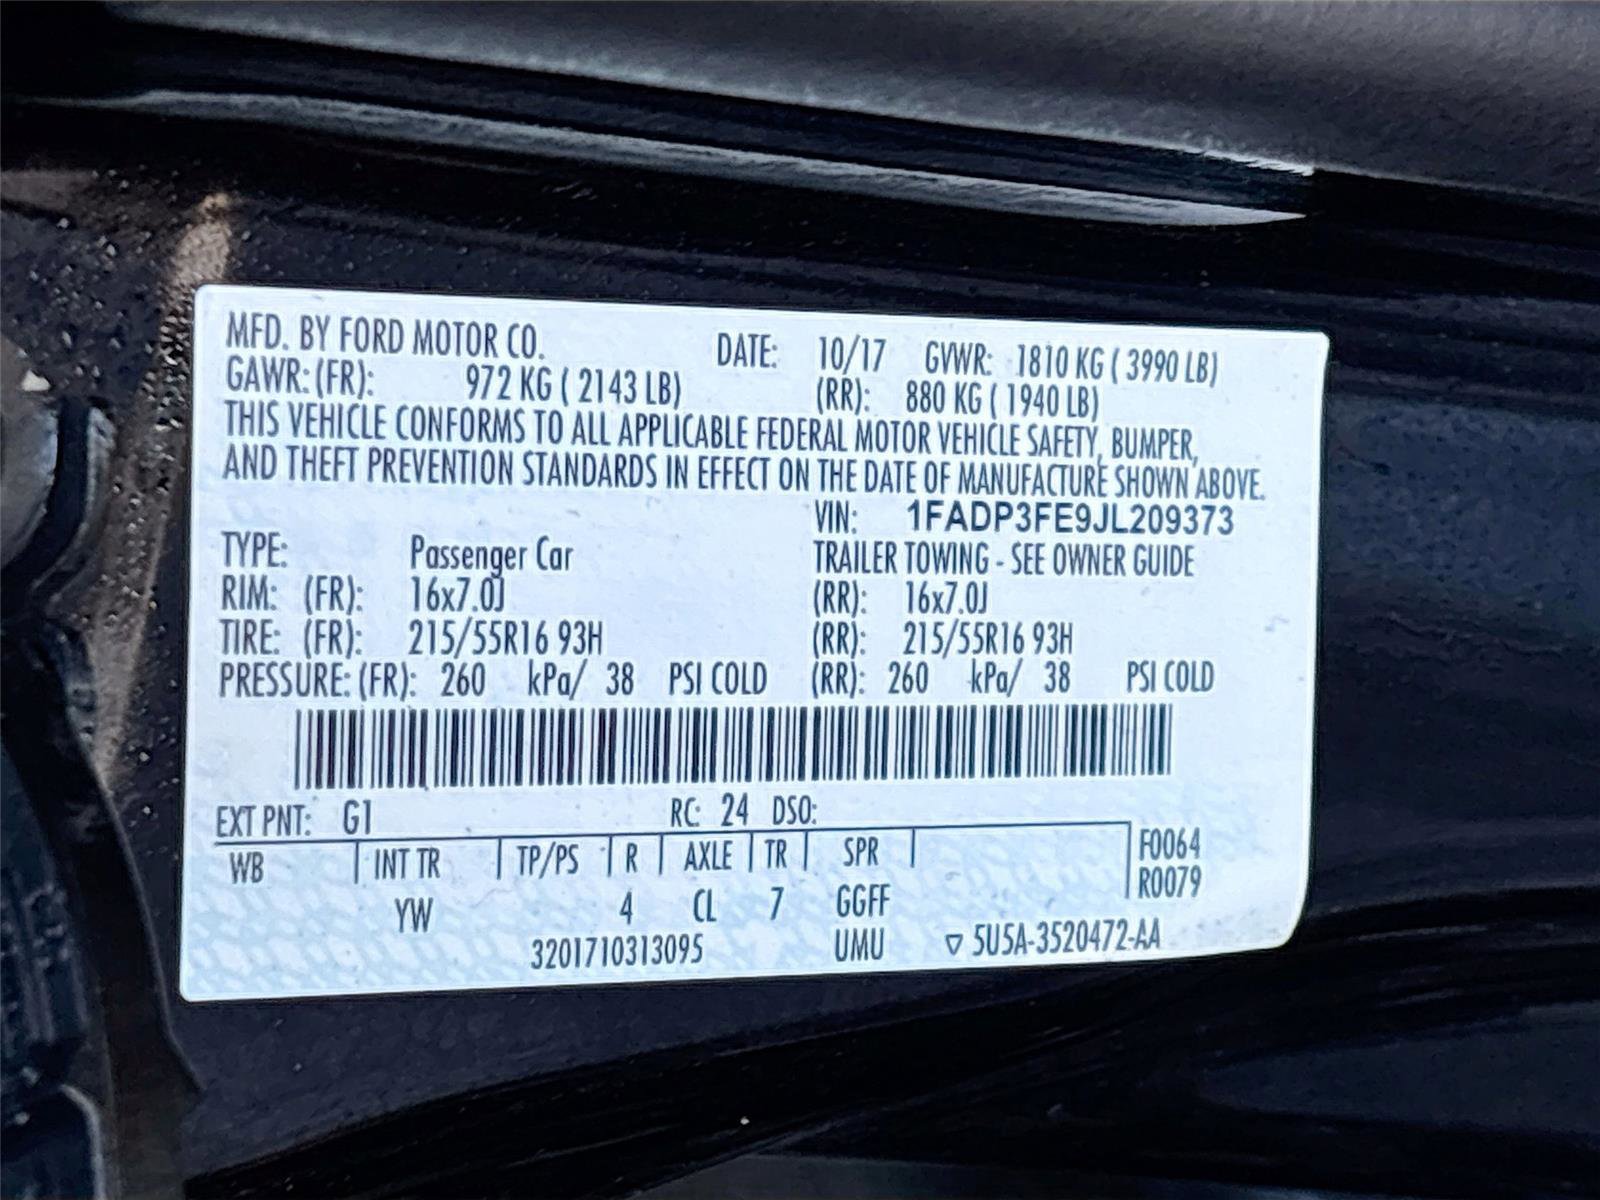 MFD. BY FORD MOTOR CO. DATE: 10/17 GVWR: 1810 KG ( 3990 LB)
GAWR: (FR): 972 KG ( 2143 LB) (RR): 880 KG ( 1940 LB)
THIS VEHICLE CONFORMS TO ALL APPLICABLE FEDERAL MOTOR VEHICLE SAFETY, BUMPER,
AND THEFT PREVENTION STANDARDS IN EFFECT ON THE DATE OF MANUFACTURE SHOWN ABOVE.
VIN: 1FADP3FE9JL209373
TYPE: Passenger Car TRAILER TOWING - SEE OWNER GUIDE
RIM: (FR): 16x7.0J (RR): 16x7.0J
TIRE: (FR): 215/55R16 93H (RR): 215/55R16 93H
PRESSURE: (FR): 260 kPa/ 38 PSI COLD (RR): 260 kPa/ 38 PSI COLD
EXT PNT: G1 RC: 24 DSO:
WB INT TR TP/PS R AXLE TR SPR F0064
R0079
YW 4 CL 7 GGFF
3201710313095 UMU ▽ 5U5A-3520472-AA